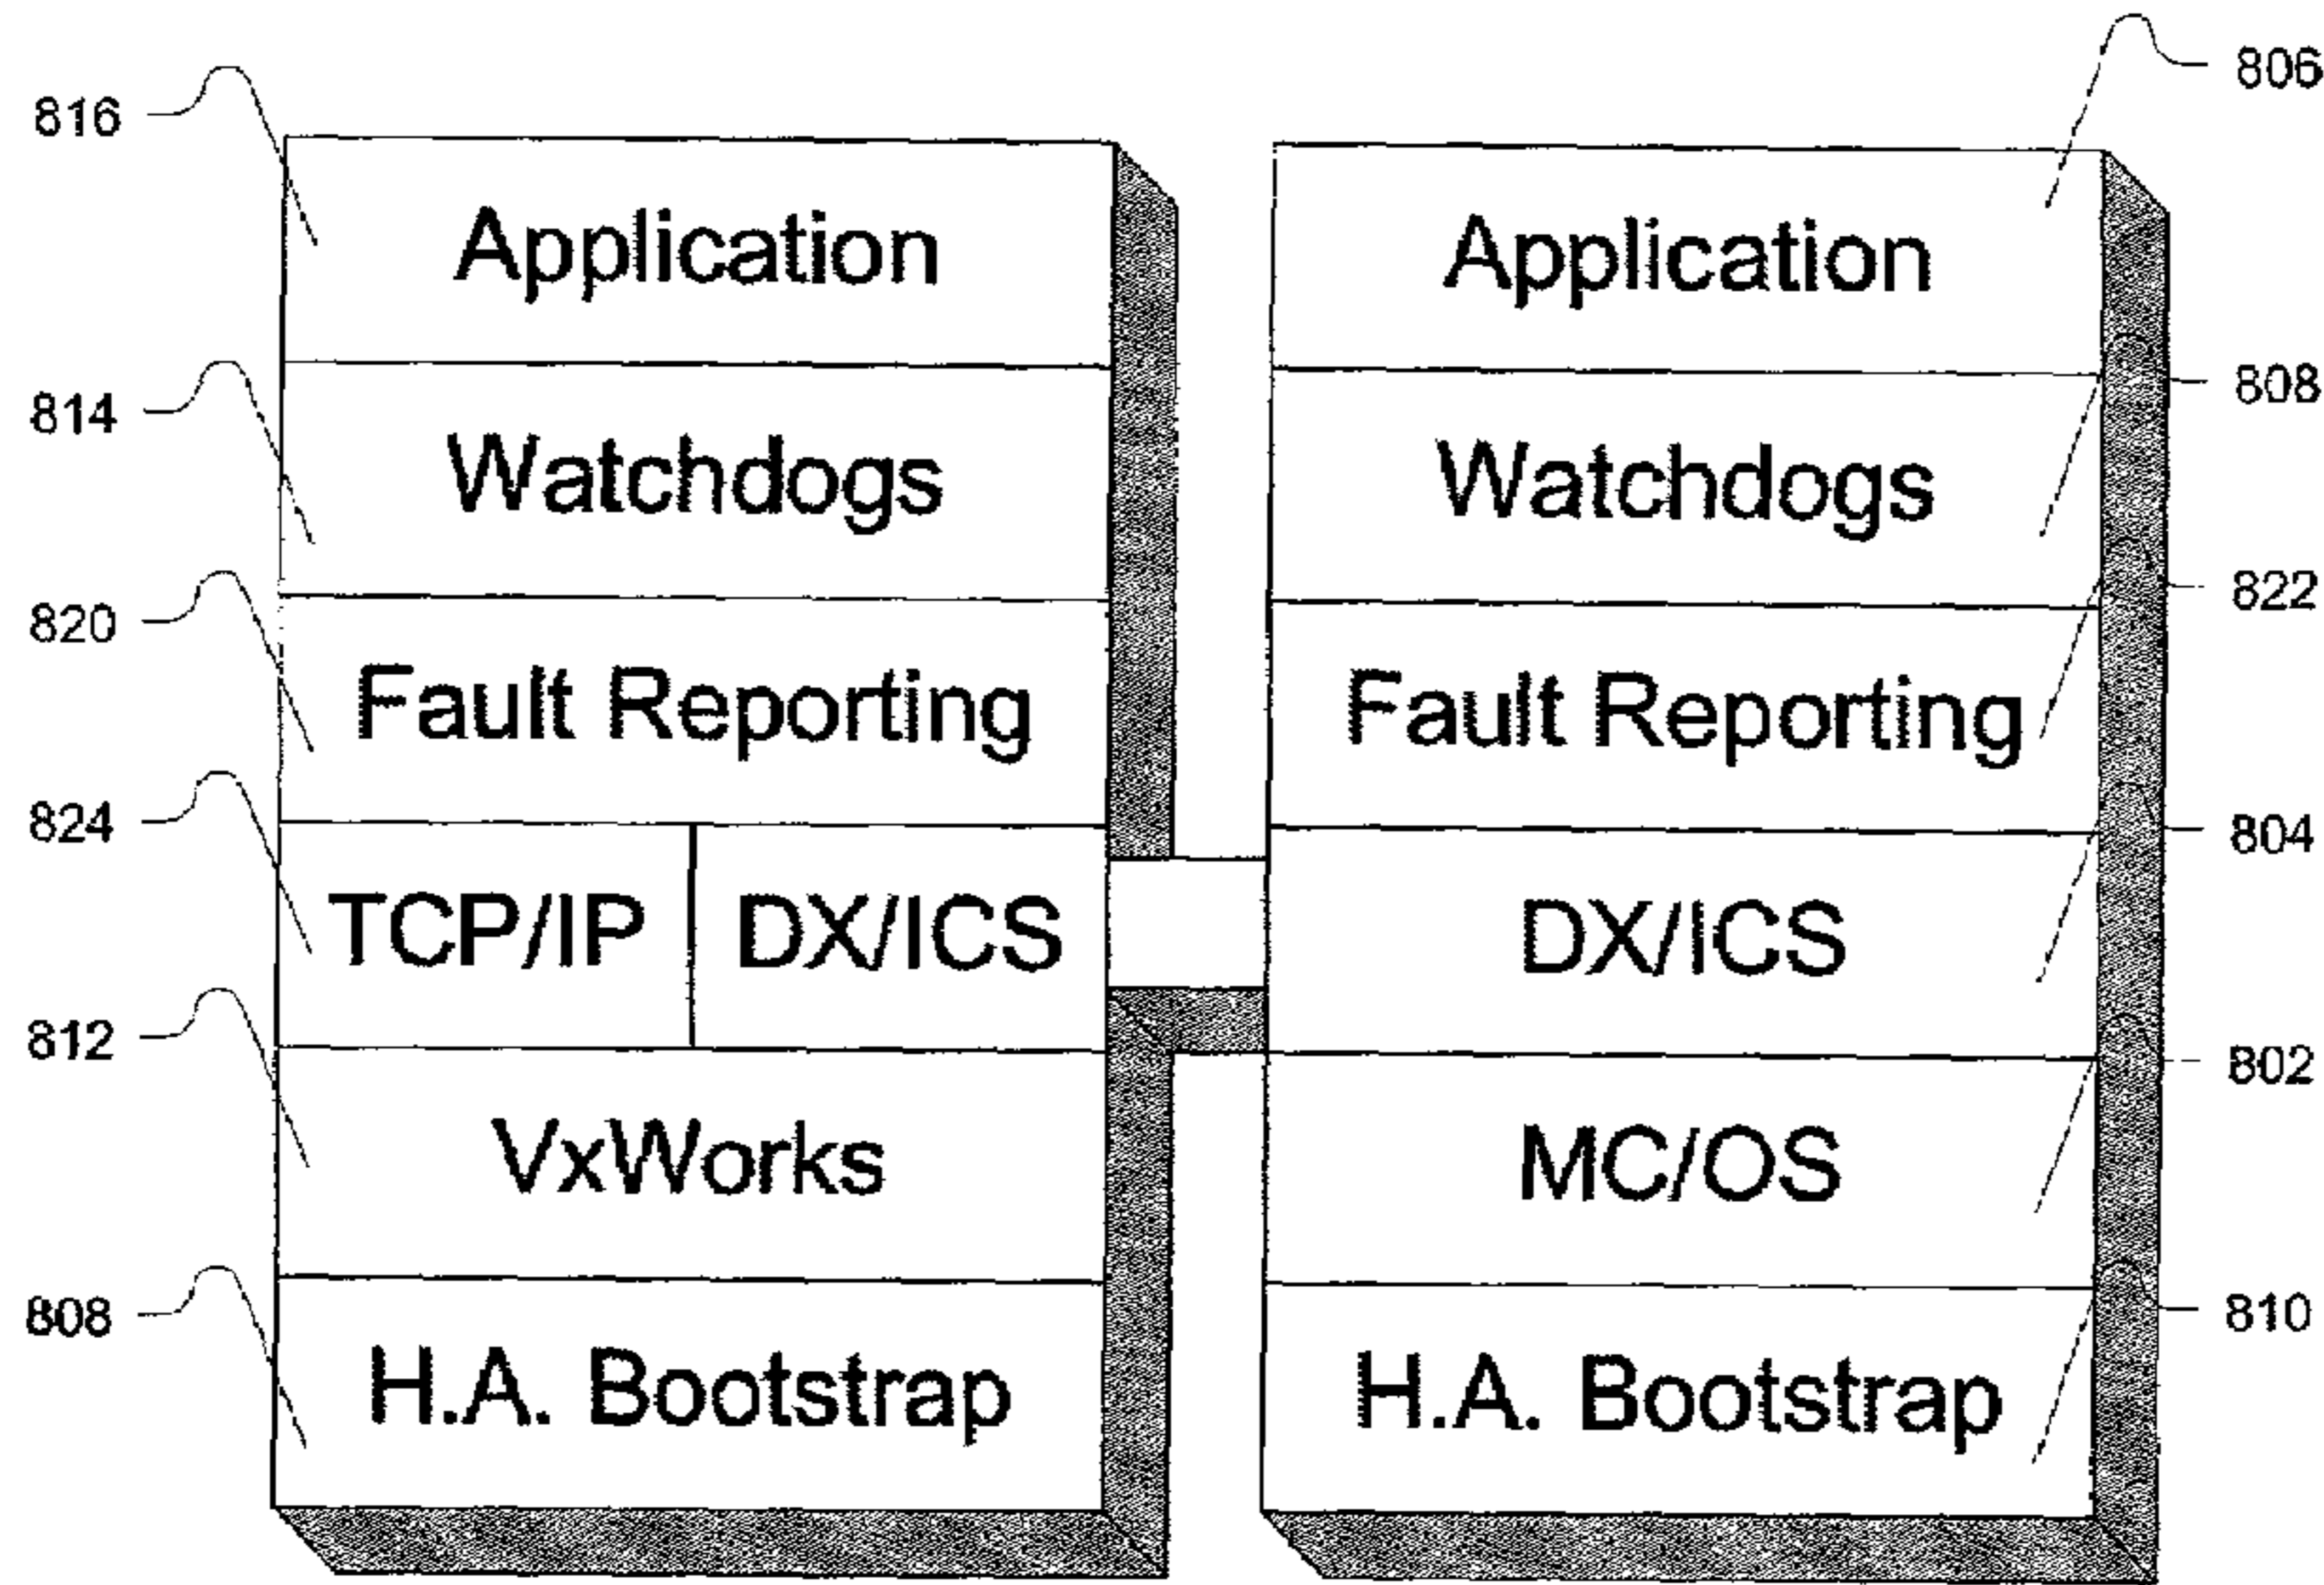 806
816
Application
Application
814
808
Watchdogs
Watchdogs
820
822
Fault Reporting
Fault Reporting
824
804
TCP/IP
DX/ICS
DX/ICS
812
802
VxWorks
MC/OS
808
810
H.A. Bootstrap
H.A. Bootstrap